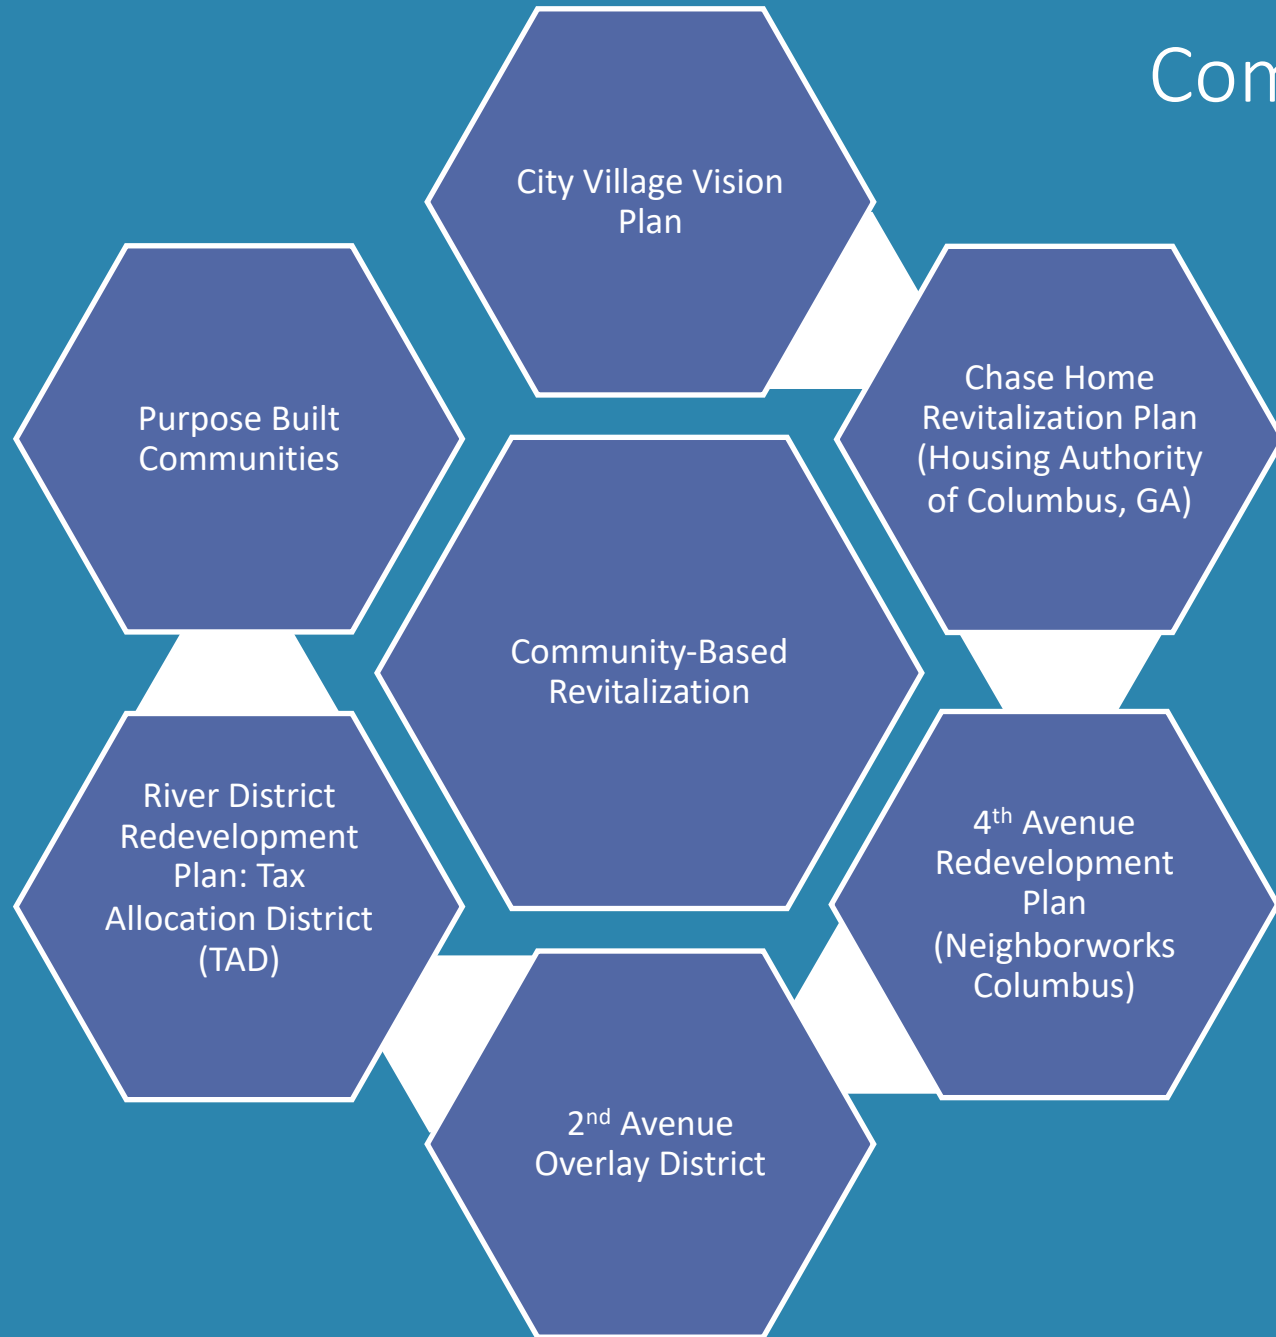 Com
City Village Vision
Plan
Chase Home
Revitalization Plan
(Housing Authority
of Columbus, GA)
Purpose Built
Communities
Community-Based
Revitalization
River District
Redevelopment
Plan: Tax
Allocation District
(TAD)
4th Avenue
Redevelopment
Plan
(Neighborworks
Columbus)
2nd Avenue
Overlay District